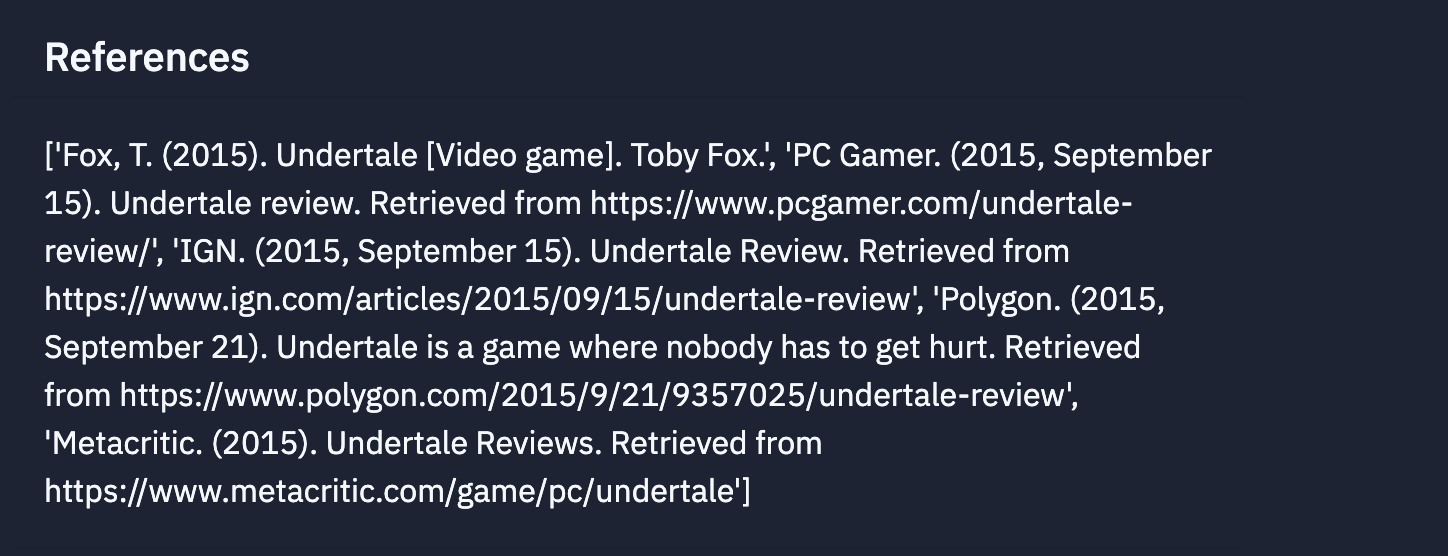 References
['Fox, T. (2015). Undertale [Video game]. Toby Fox.', 'PC Gamer. (2015, September
15). Undertale review. Retrieved from https://www.pcgamer.com/undertale-
review/', 'IGN. (2015, September 15). Undertale Review. Retrieved from
https://www.ign.com/articles/2015/09/15/undertale-review', 'Polygon. (2015,
September 21). Undertale is a game where nobody has to get hurt. Retrieved
from https://www.polygon.com/2015/9/21/9357025/undertale-review',
'Metacritic. (2015). Undertale Reviews. Retrieved from
https://www.metacritic.com/game/pc/undertale']